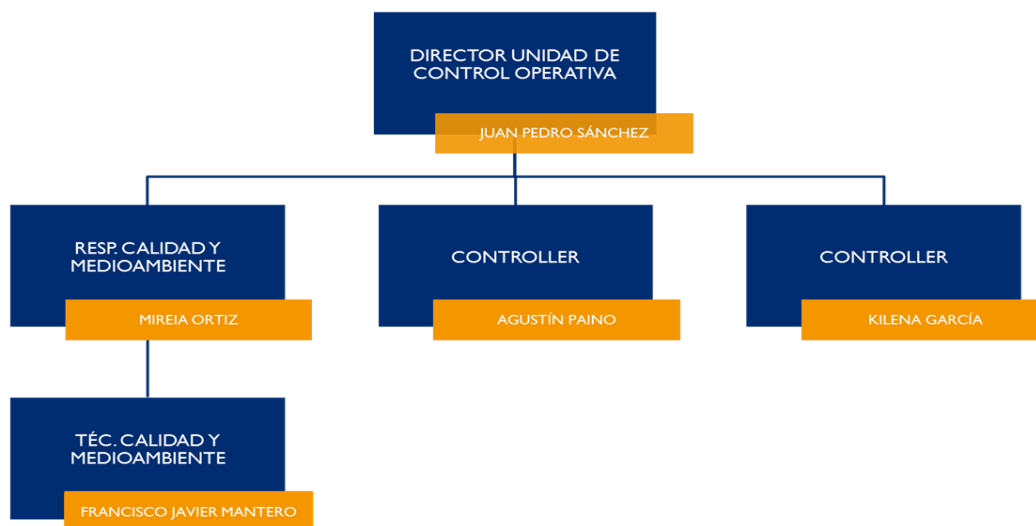 DIRECTOR UNIDAD DE
CONTROL OPERATIVA
JUAN PEDRO SÁNCHEZ
RESP. CALIDAD Y
MEDIOAMBIENTE
MIREIA ORTIZ
CONTROLLER
AGUSTÍN PAINO
CONTROLLER
KILENA GARCÍA
TÉC. CALIDAD Y
MEDIOAMBIENTE
FRANCISCO JAVIER MANTERO